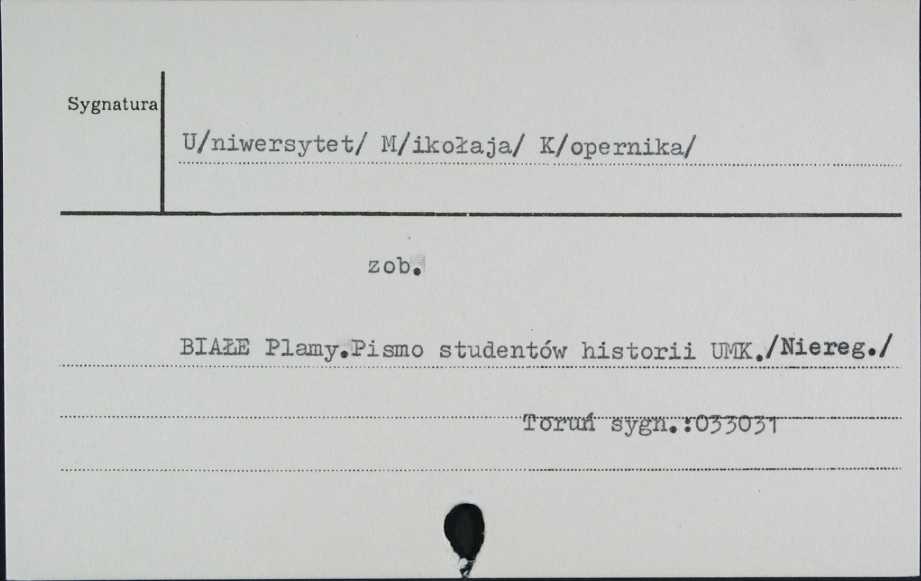 Sygnatura
U/niwersytet/ M/ikołaja/ K/opernika/
zob.
BIAŁE Plamy.Pismo studentów historii UMK./Niereg./
Toruń sygn.:033031